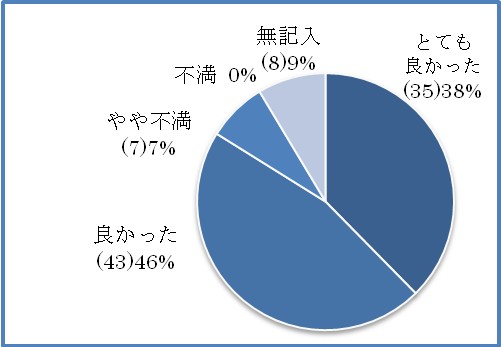 とても
良かった
(35)38%
良かった
(43)46%
やや不満
(7)7%
不満 0%
無記入
(8)9%